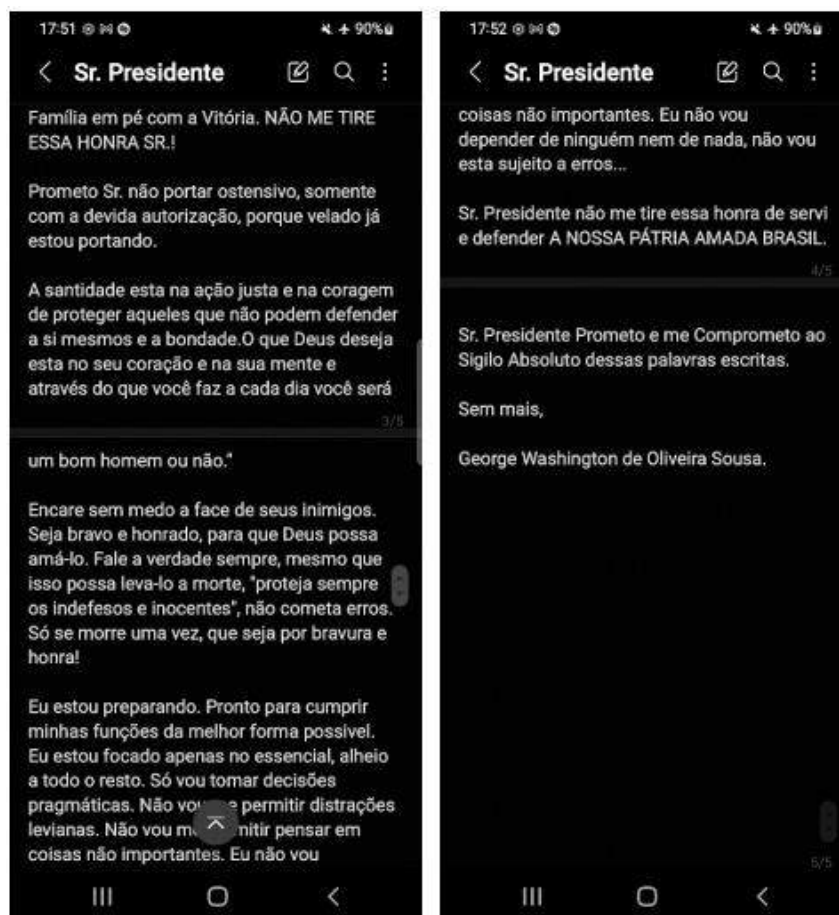 17:51
90%
Sr. Presidente
Família em pé com a Vitória. NÃO ME TIRE
ESSA HONRA SR.!
Prometo Sr. não portar ostensivo, somente
com a devida autorização, porque velado já
estou portando.
A santidade esta na ação justa e na coragem
de proteger aqueles que não podem defender
a si mesmos e a bondade.O que Deus deseja
esta no seu coração e na sua mente e
através do que você faz a cada dia você será
3/5
um bom homem ou não."
Encare sem medo a face de seus inimigos.
Seja bravo e honrado, para que Deus possa
amá-lo. Fale a verdade sempre, mesmo que
isso possa leva-lo a morte, "proteja sempre
os indefesos e inocentes", não cometa erros.
Só se morre uma vez, que seja por bravura e
honra!
Eu estou preparando. Pronto para cumprir
minhas funções da melhor forma possivel.
Eu estou focado apenas no essencial, alheio
a todo o resto. Só vou tomar decisões
pragmáticas. Não permitir distrações
levianas. Não vou pensar em
coisas não importantes. Eu não vou
17:52
90%
Sr. Presidente
coisas não importantes. Eu não vou
depender de ninguém nem de nada, não vou
esta sujeito a erros...
Sr. Presidente não me tire essa honra de servi
e defender A NOSSA PÁTRIA AMADA BRASIL.
4/5
Sr. Presidente Prometo e me Comprometo ao
Sigilo Absoluto dessas palavras escritas.
Sem mais,
George Washington de Oliveira Sousa.
5/5